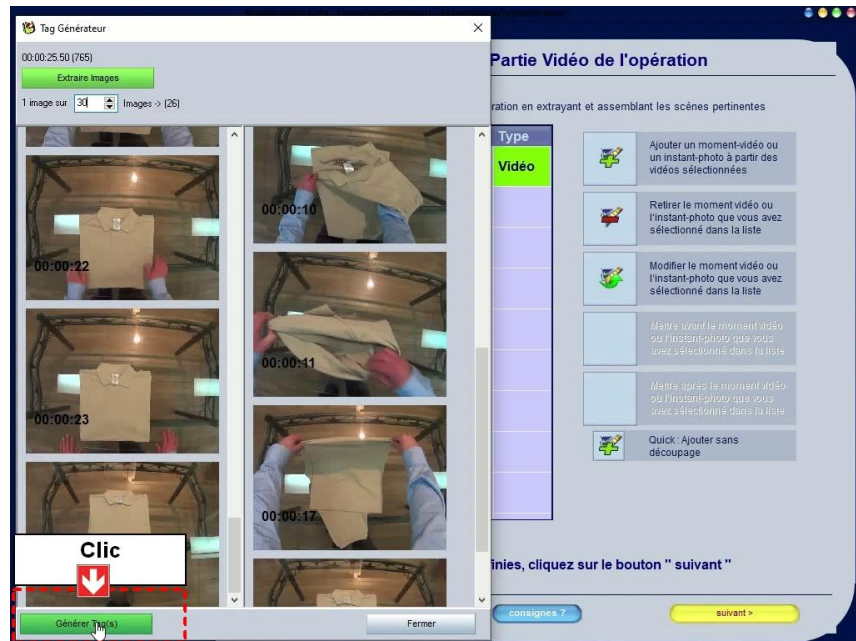 Tag Générateur
00:00:25.50 (765)
Extraire Images
1 image sur 30 Images -> (26)
00:00:22
00:00:23
00:00:10
00:00:11
00:00:17
Clic
Générer Tag(s)
Fermer
Partie Vidéo de l'opération
ration en extrayant et assemblant les scènes pertinentes
Type
Vidéo
Ajouter un moment-vidéo ou
un instant-photo à partir des
vidéos sélectionnées
Retirer le moment vidéo ou
l'instant-photo que vous avez
sélectionné dans la liste
Modifier le moment vidéo ou
l'instant-photo que vous avez
sélectionné dans la liste
Mettre avant le moment vidéo
ou l'instant-photo que vous
avez sélectionné dans la liste
Mettre après le moment vidéo
ou l'instant-photo que vous
avez sélectionné dans la liste
Quick : Ajouter sans
découpage
inies, cliquez sur le bouton " suivant "
consignes ?
suivant >